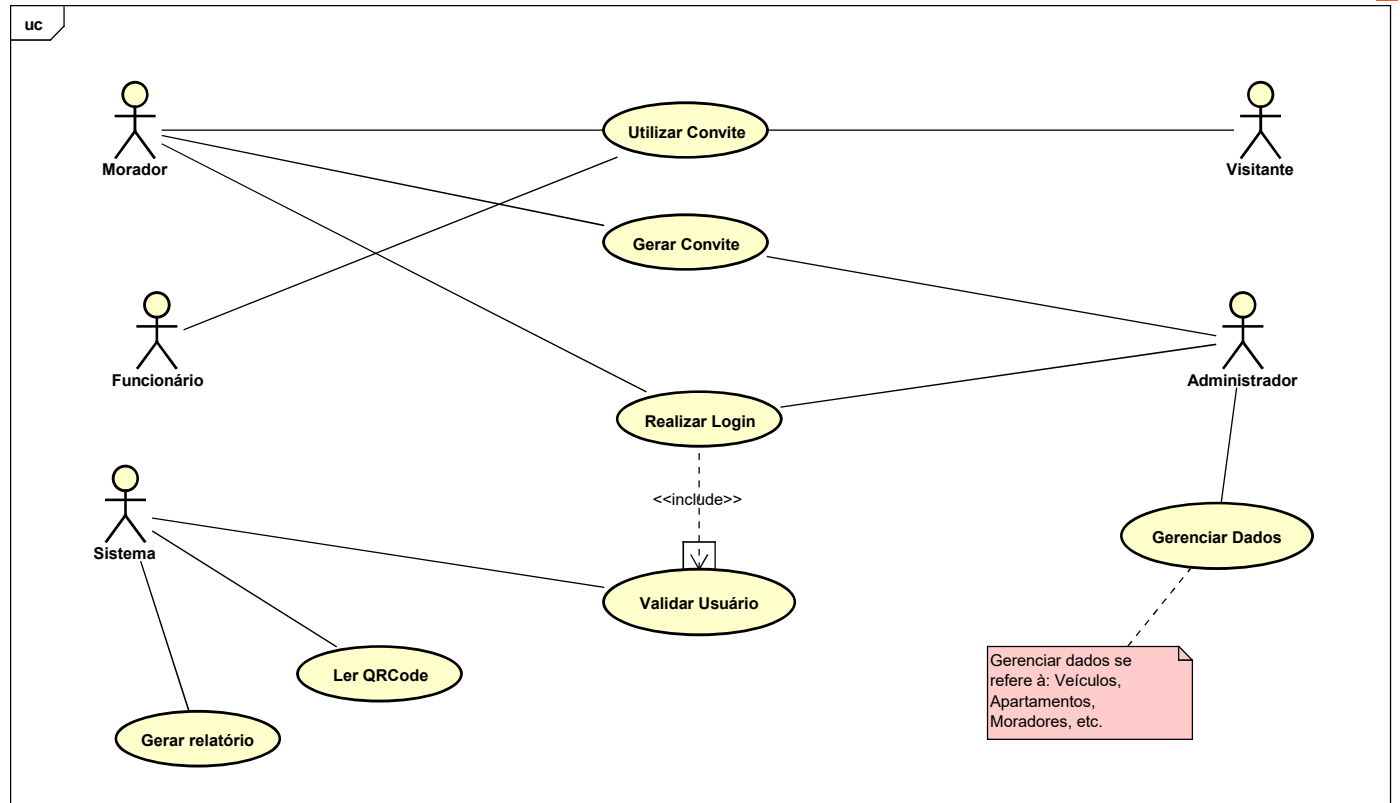 uc
Utilizar Convite
Morador
Visitante
Gerar Convite
Funcionário
Administrador
Realizar Login
<<include>>
Sistema
Gerenciar Dados
Validar Usuário
Ler QRCode
Gerenciar dados se
refere à: Veículos,
Apartamentos,
Moradores, etc.
Gerar relatório